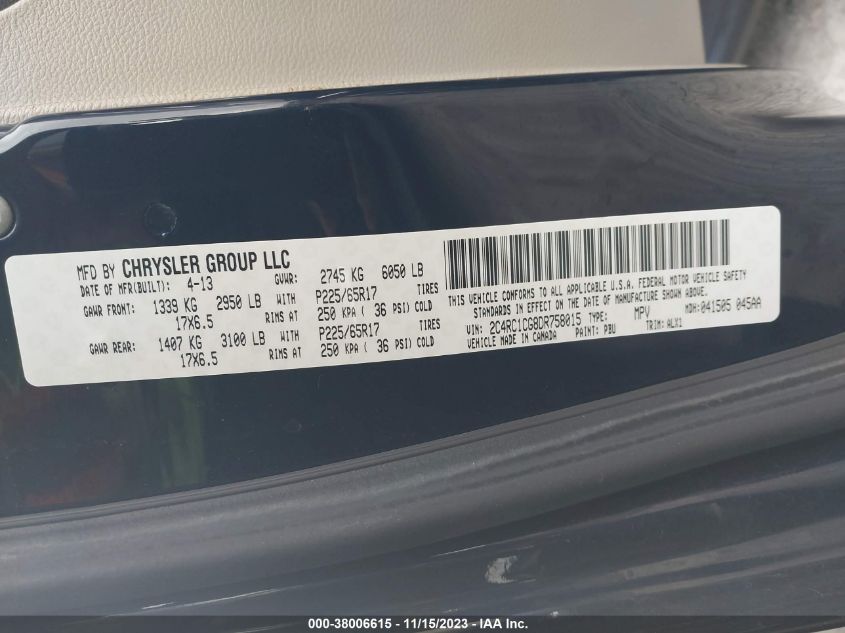 MFD BY CHRYSLER GROUP LLC
DATE OF MFR(BUILT): 4-13 GVWR: 2745 KG 6050 LB
GAWR FRONT: 1339 KG 2950 LB WITH P225/65R17 TIRES
17X6.5 RIMS AT 250 KPA ( 36 PSI) COLD
GAWR REAR: 1407 KG 3100 LB WITH P225/65R17 TIRES
17X6.5 RIMS AT 250 KPA ( 36 PSI) COLD
THIS VEHICLE CONFORMS TO ALL APPLICABLE U.S.A. FEDERAL MOTOR VEHICLE SAFETY
STANDARDS IN EFFECT ON THE DATE OF MANUFACTURE SHOWN ABOVE.
VIN: 2C4RC1CG8DR758015 TYPE: MPV MDH: 041505 045AA
VEHICLE MADE IN CANADA PAINT: PBU TRIM: ALX1
000-38006615 - 11/15/2023 - IAA Inc.